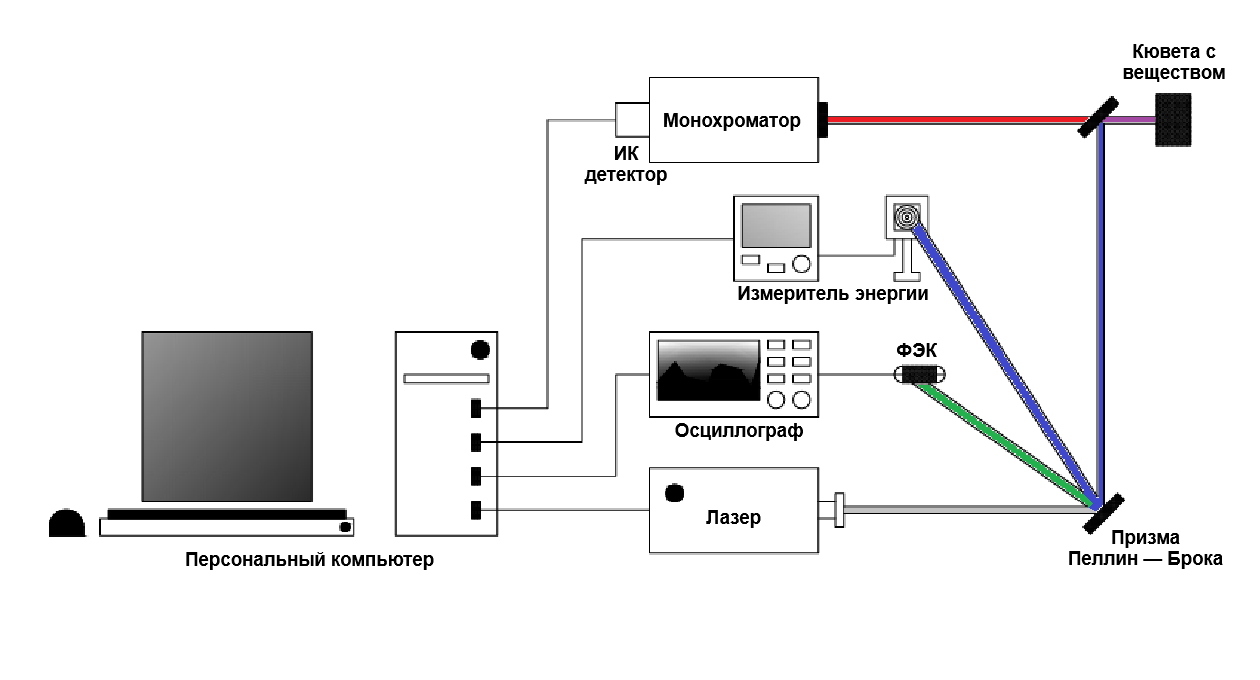 Кювета с
веществом
Монохроматор
ИК
детектор
Измеритель энергии
ФЭК
Осциллограф
Лазер
Призма
Пеллин — Брока
Персональный компьютер